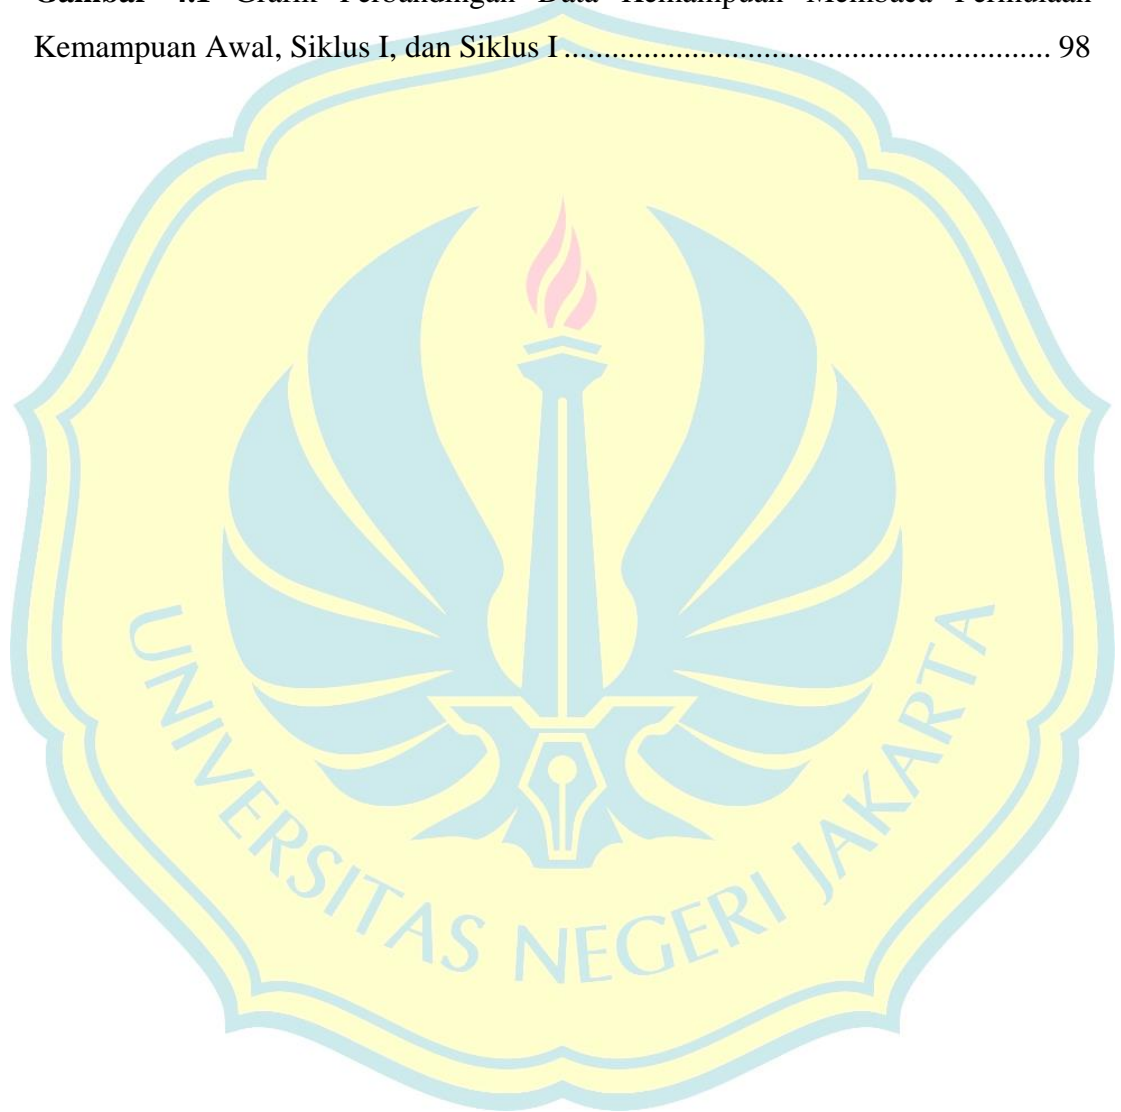 Gambar 4.1 Grafik Perbandingan Data Kemampuan Membaca Permulaan
Kemampuan Awal, Siklus I, dan Siklus I........................................................... 98
UNIVERSITAS NEGERI JAKARTA